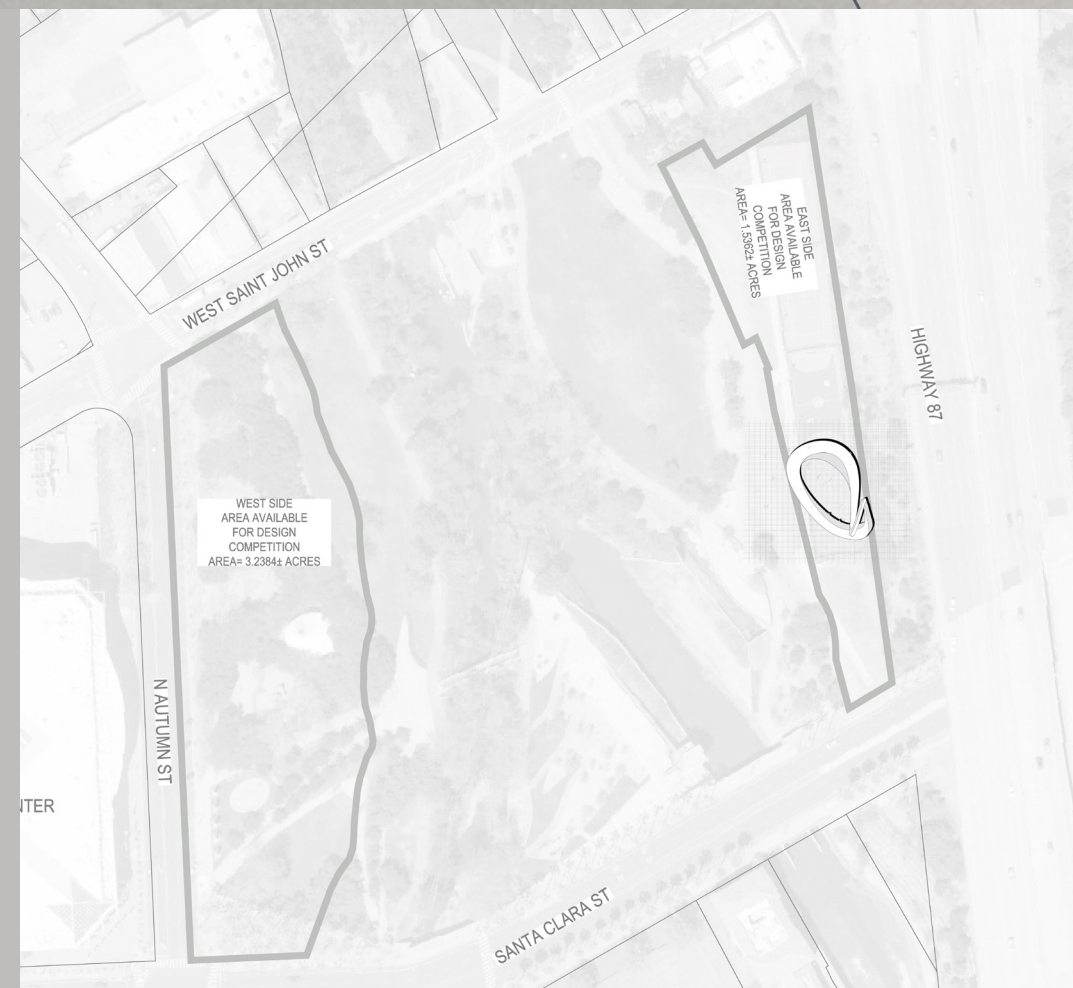 EAST SIDE
AREA AVAILABLE
FOR DESIGN
COMPETITION
AREA= 1.5362± ACRES
WEST SAINT JOHN ST
HIGHWAY 87
WEST SIDE
AREA AVAILABLE
FOR DESIGN
COMPETITION
AREA= 3.2384± ACRES
N AUTUMN ST
NTER
SANTA CLARA ST